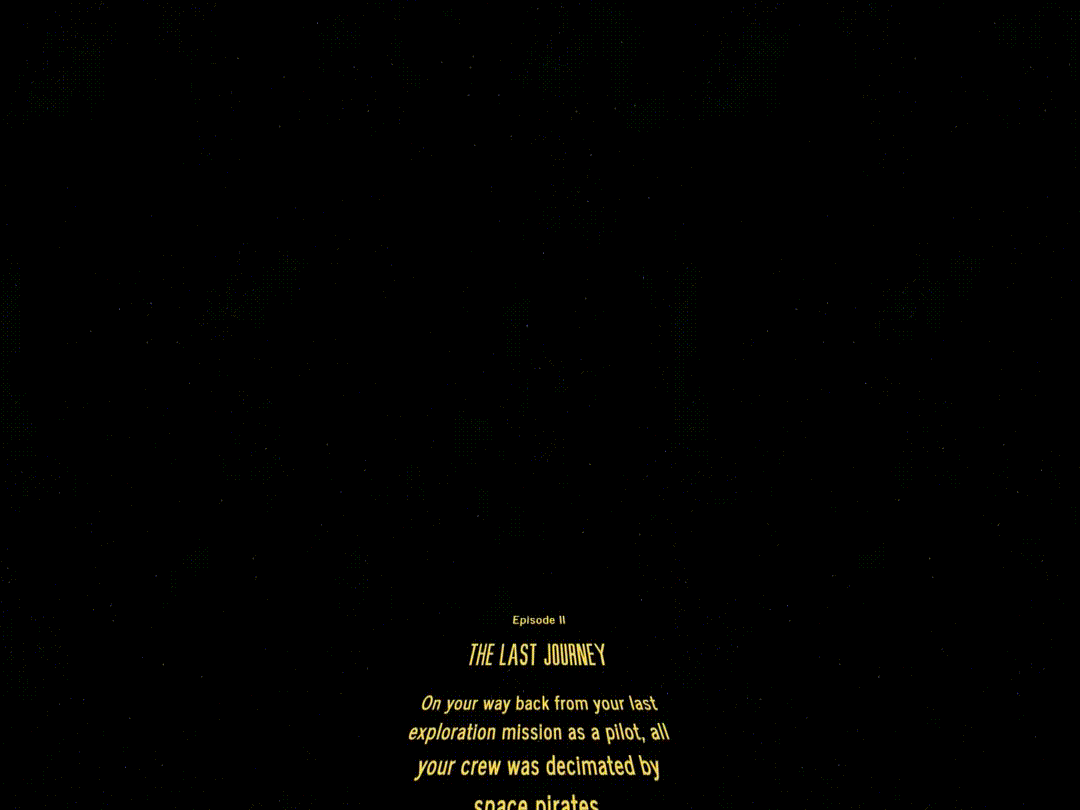 Episode II
THE LAST JOURNEY
On your way back from your last
exploration mission as a pilot, all
your crew was decimated by
space pirates